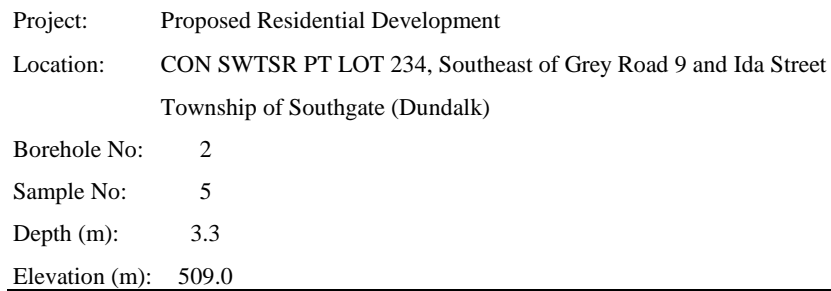 Project: Proposed Residential Development
Location: CON SWTSR PT LOT 234, Southeast of Grey Road 9 and Ida Street
Township of Southgate (Dundalk)
Borehole No: 2
Sample No: 5
Depth (m): 3.3
Elevation (m): 509.0